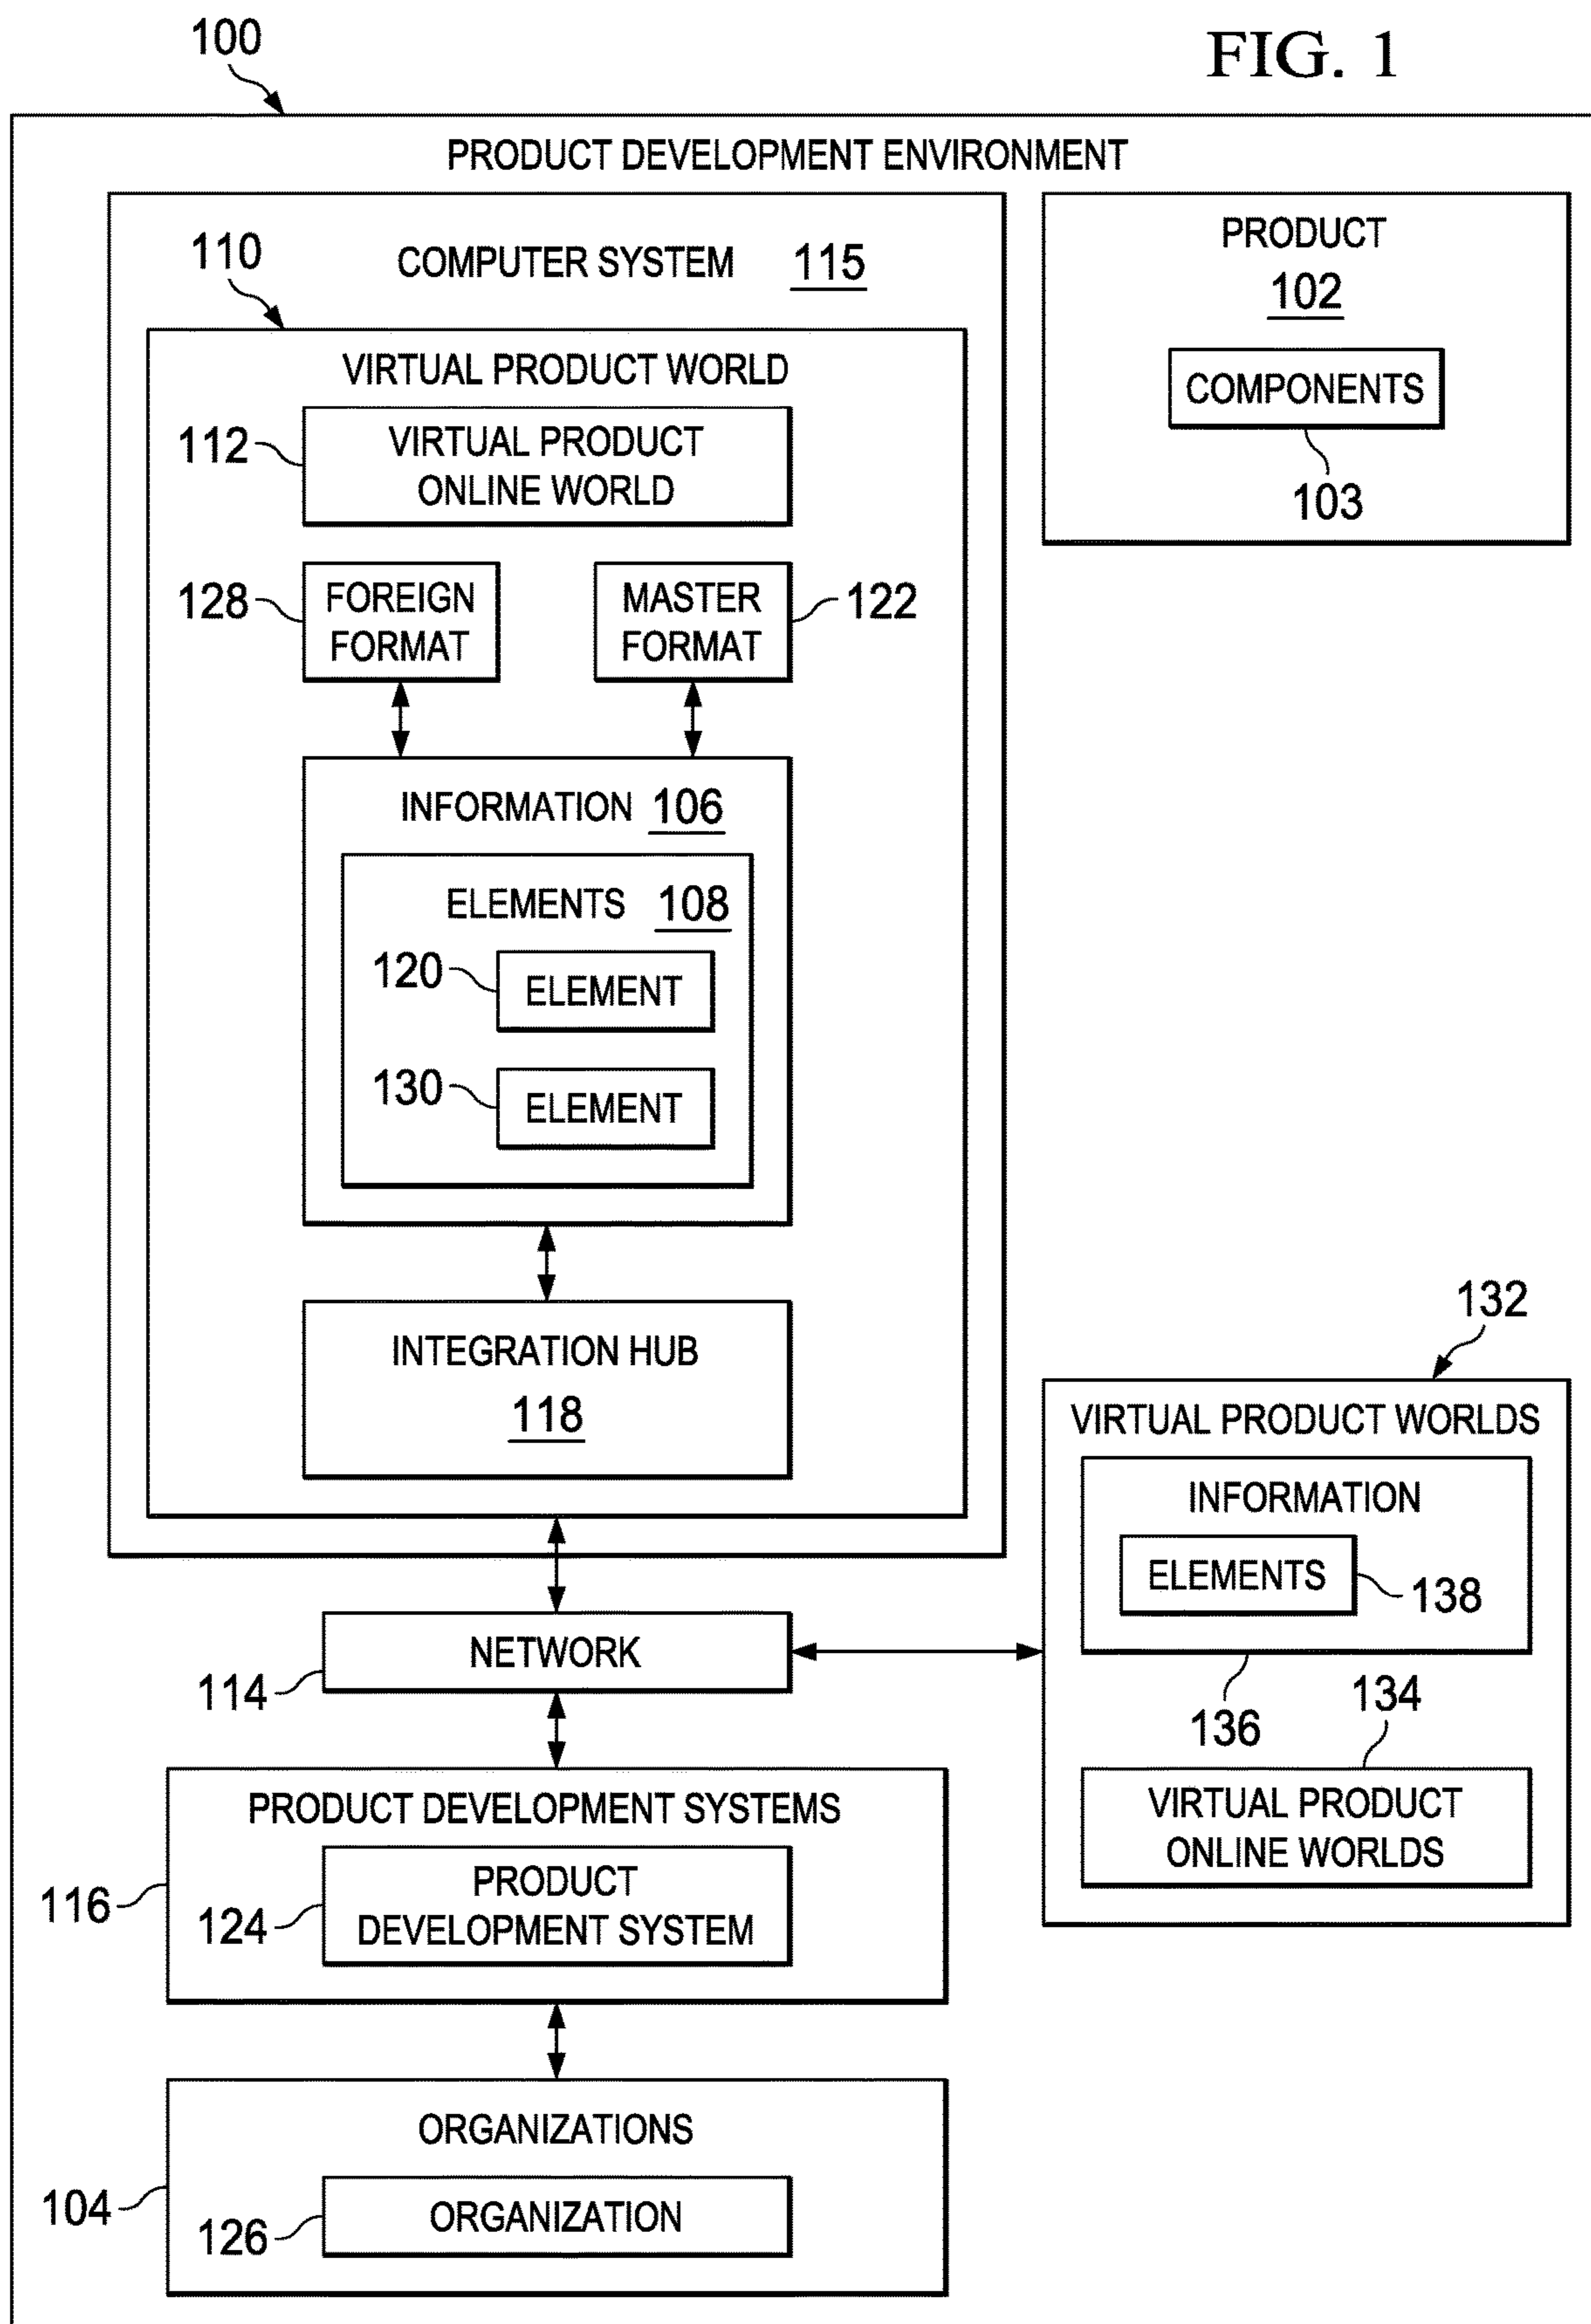 FIG. 1
100
PRODUCT DEVELOPMENT ENVIRONMENT
110
COMPUTER SYSTEM 115
VIRTUAL PRODUCT WORLD
112
VIRTUAL PRODUCT
ONLINE WORLD
128
FOREIGN
FORMAT
MASTER
FORMAT
122
INFORMATION 106
ELEMENTS 108
120
ELEMENT
130
ELEMENT
INTEGRATION HUB
118
PRODUCT
102
COMPONENTS
103
132
VIRTUAL PRODUCT WORLDS
INFORMATION
ELEMENTS
138
136
134
VIRTUAL PRODUCT
ONLINE WORLDS
NETWORK
114
PRODUCT DEVELOPMENT SYSTEMS
116
124
PRODUCT
DEVELOPMENT SYSTEM
ORGANIZATIONS
104
126
ORGANIZATION